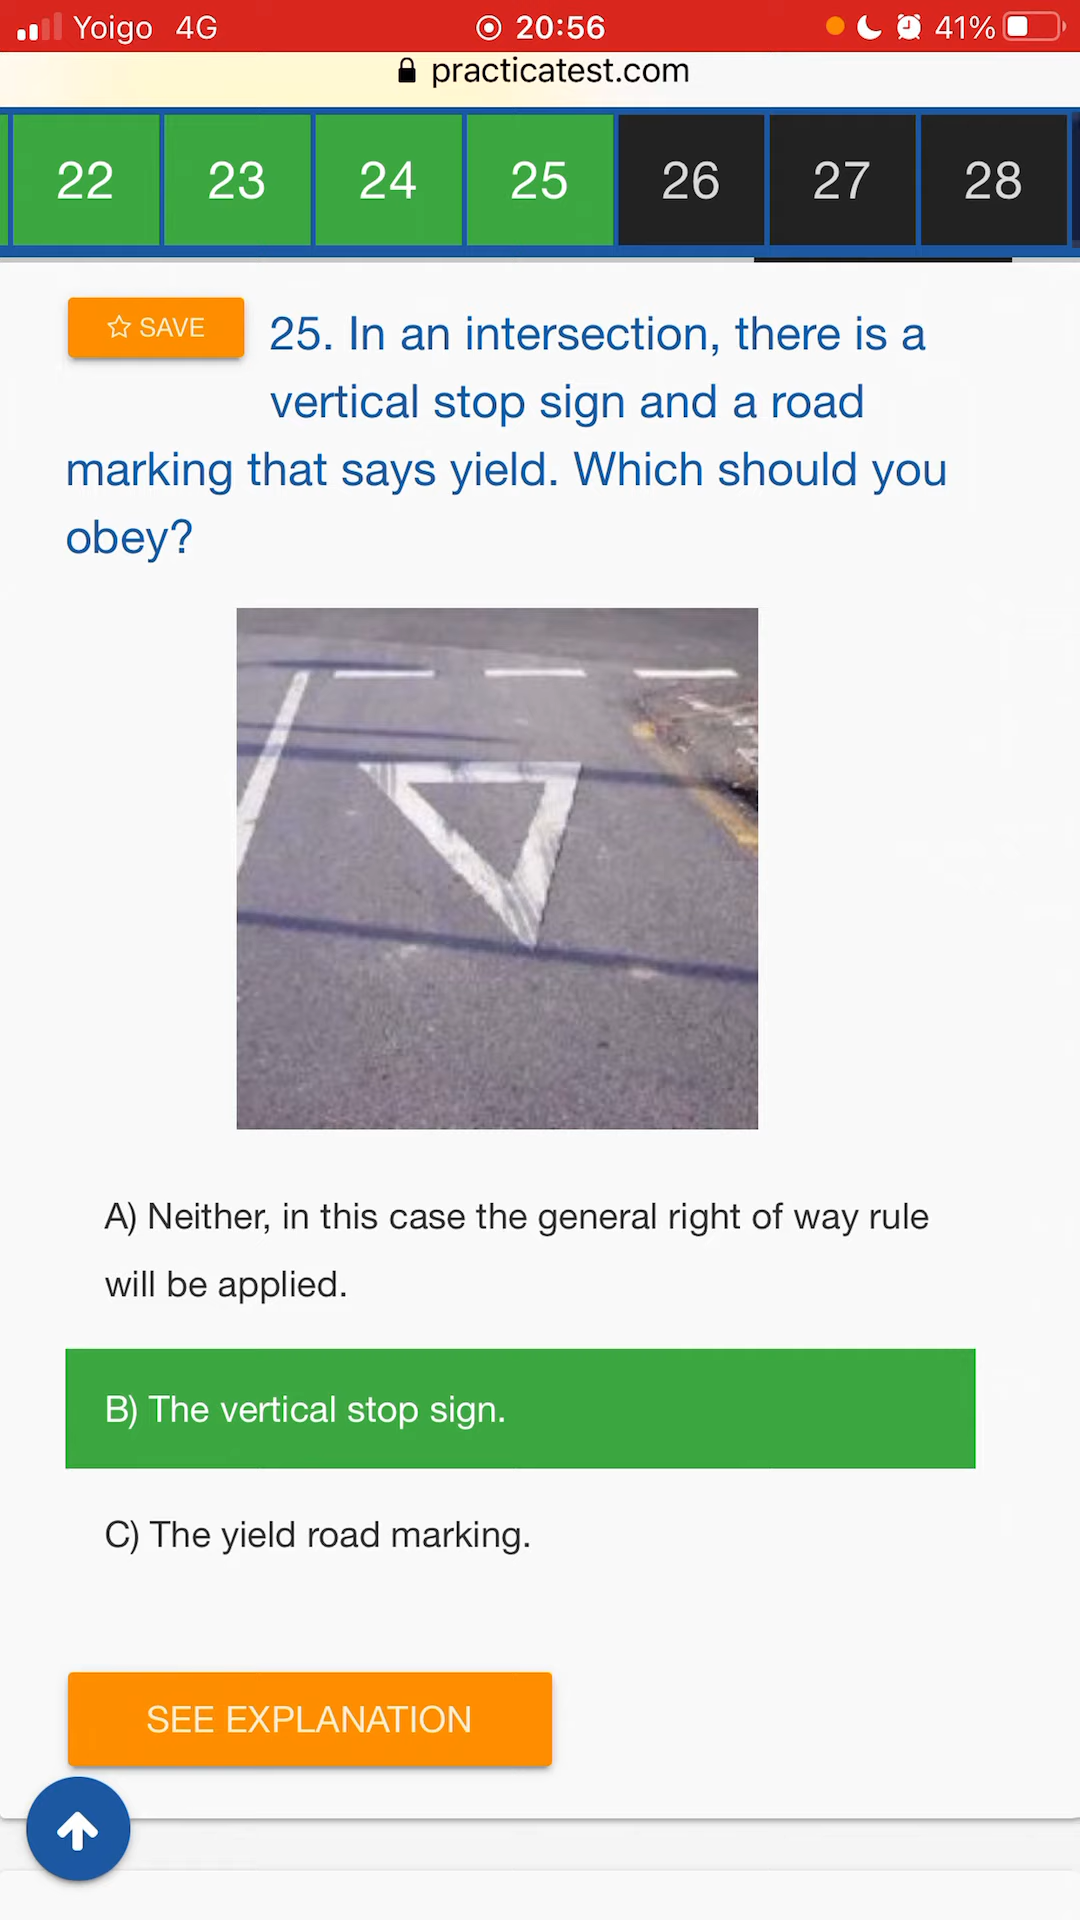 Yoigo 4G 20:56 41%
practicatest.com
22 23 24 25 26 27 28
SAVE
25. In an intersection, there is a
vertical stop sign and a road
marking that says yield. Which should you
obey?
A) Neither, in this case the general right of way rule
will be applied.
B) The vertical stop sign.
C) The yield road marking.
SEE EXPLANATION